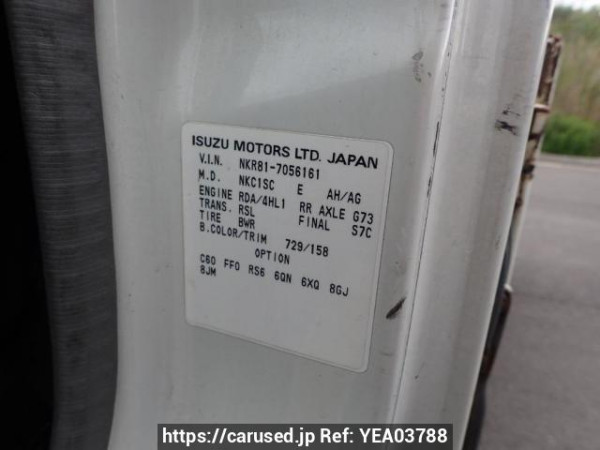 ISUZU MOTORS LTD. JAPAN
V.I.N. NKR81-7056161
M.D. NKC1SC E AH/AG
ENGINE RDA/4HL1 RR AXLE G73
TRANS. RSL FINAL S7C
TIRE BWR
B.COLOR/TRIM 729/158
OPTION
C60 FFO RS6 6QN 6XQ 8GJ
8JM
https://carused.jp Ref: YEA03788